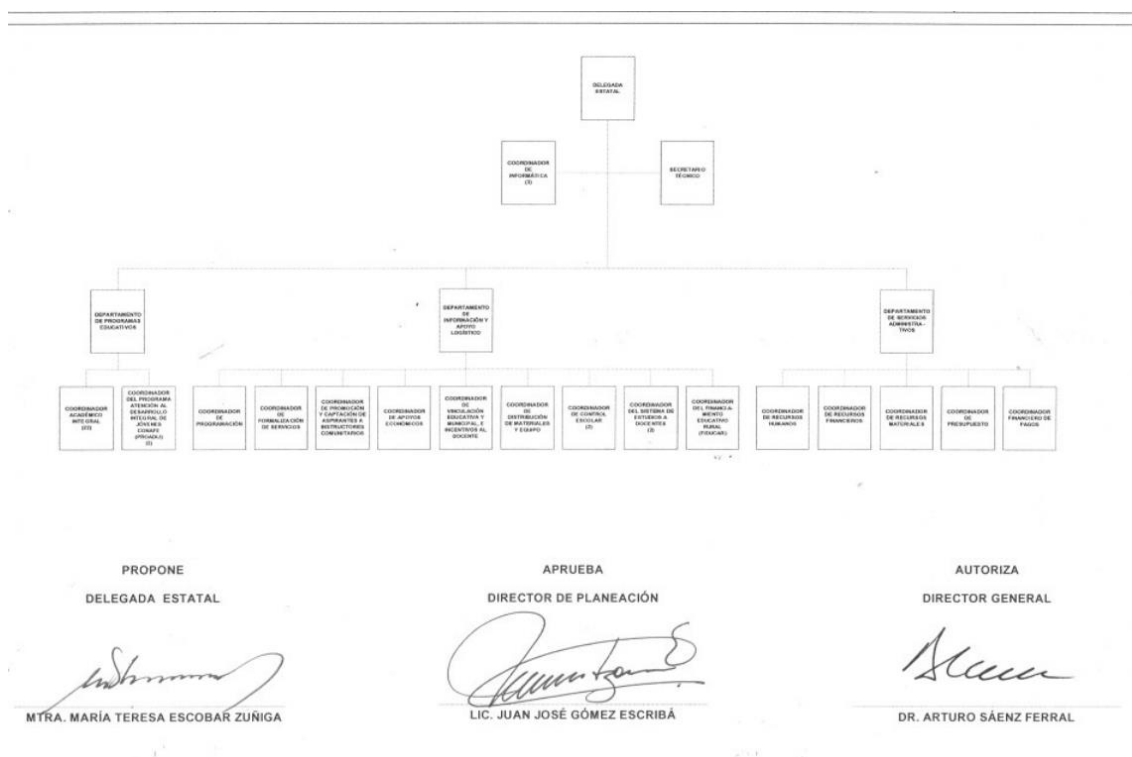 DELEGADA
ESTATAL
COORDINADOR
DE
INFORMÁTICA
(3)
SECRETARIO
TÉCNICO
DEPARTAMENTO
DE PROGRAMAS
EDUCATIVOS
DEPARTAMENTO
DE
INFORMACIÓN Y
APOYO
LOGÍSTICO
DEPARTAMENTO
DE SERVICIOS
ADMINISTRA-
TIVOS
COORDINADOR
ACADÉMICO
INTEGRAL
COORDINADOR
DEL PROGRAMA
ATENCIÓN AL
DESARROLLO
INTEGRAL DE
JÓVENES
CONAFE
COORDINADOR
DE
PROGRAMACIÓN
COORDINADOR
DE
FORMALIZACIÓN
DE SERVICIOS
COORDINADOR
DE PROMOCIÓN
Y CAPTACIÓN DE
ASPIRANTES A
INSTRUCTORES
COMUNITARIOS
COORDINADOR
DE APOYOS
ECONÓMICOS
COORDINADOR
DE
VINCULACIÓN
EDUCATIVA Y
MUNICIPAL, E
INCENTIVOS AL
DOCENTE
COORDINADOR
DE
DISTRIBUCIÓN
DE MATERIALES
Y EQUIPO
COORDINADOR
DE CONTROL
ESCOLAR
(2)
COORDINADOR
DEL SISTEMA DE
ESTUDIOS A
DOCENTES
(3)
COORDINADOR
DEL FINANCIA-
MIENTO
EDUCATIVO
RURAL
(FIDUCAR)
COORDINADOR
DE RECURSOS
HUMANOS
COORDINADOR
DE RECURSOS
FINANCIEROS
COORDINADOR
DE RECURSOS
MATERIALES
COORDINADOR
DE
PRESUPUESTO
COORDINADOR
FINANCIERO DE
PAGOS
PROPONE
APRUEBA
AUTORIZA
DELEGADA ESTATAL
DIRECTOR DE PLANEACIÓN
DIRECTOR GENERAL
MTRA. MARÍA TERESA ESCOBAR ZUÑIGA
LIC. JUAN JOSÉ GÓMEZ ESCRIBÁ
DR. ARTURO SÁENZ FERRAL